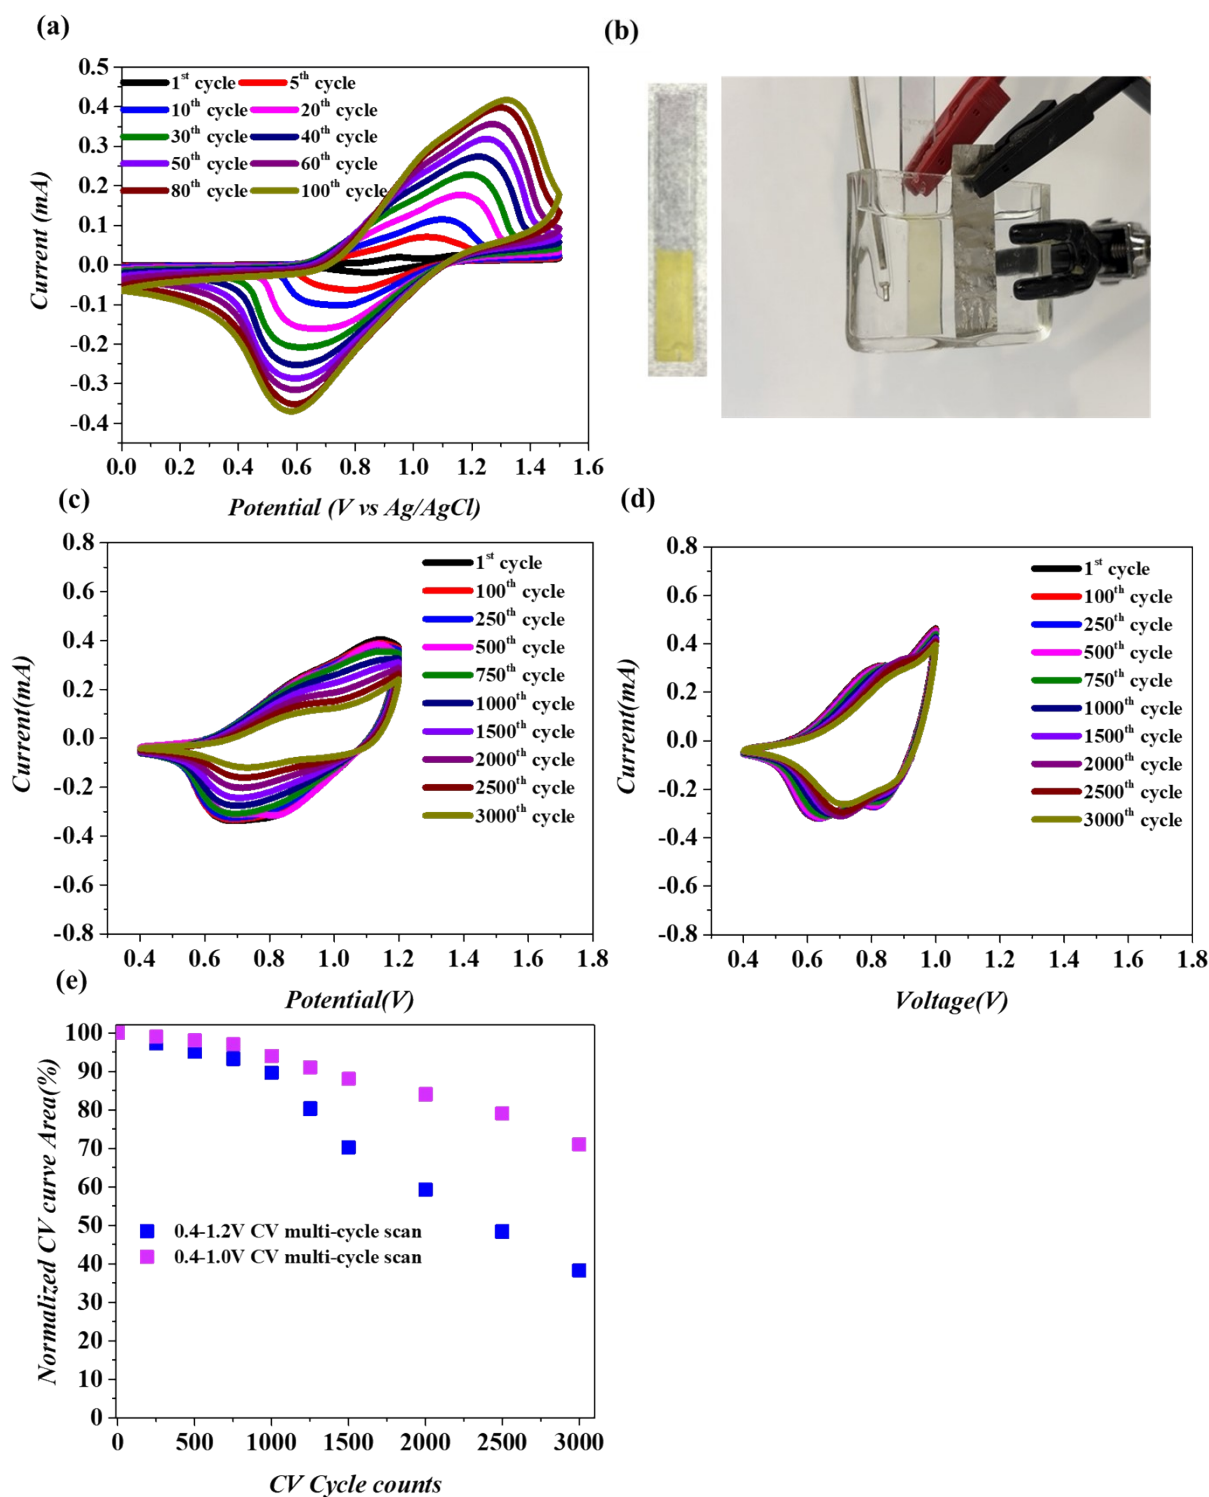 (a)
0.5
0.4
0.3
0.2
0.1
0.0
-0.1
-0.2
-0.3
-0.4
1st cycle 5th cycle
10th cycle 20th cycle
30th cycle 40th cycle
50th cycle 60th cycle
80th cycle 100th cycle
Current (mA)
0.0 0.2 0.4 0.6 0.8 1.0 1.2 1.4 1.6
Potential (V vs Ag/AgCl)
(b)
(c)
0.8
0.6
0.4
0.2
0.0
-0.2
-0.4
-0.6
-0.8
1st cycle
100th cycle
250th cycle
500th cycle
750th cycle
1000th cycle
1500th cycle
2000th cycle
2500th cycle
3000th cycle
Current(mA)
0.4 0.6 0.8 1.0 1.2 1.4 1.6 1.8
Potential(V)
(d)
0.8
0.6
0.4
0.2
0.0
-0.2
-0.4
-0.6
-0.8
1st cycle
100th cycle
250th cycle
500th cycle
750th cycle
1000th cycle
1500th cycle
2000th cycle
2500th cycle
3000th cycle
Current(mA)
0.4 0.6 0.8 1.0 1.2 1.4 1.6 1.8
Voltage(V)
(e)
100
90
80
70
60
50
40
30
20
10
0
Normalized CV curve Area(%)
0.4-1.2V CV multi-cycle scan
0.4-1.0V CV multi-cycle scan
0 500 1000 1500 2000 2500 3000
CV Cycle counts